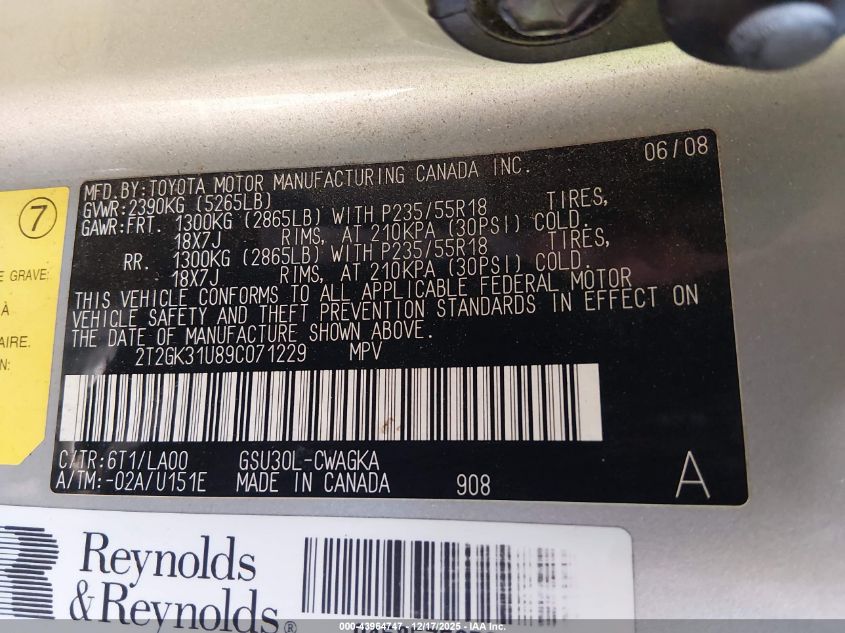 06/08
MFD.BY:TOYOTA MOTOR MANUFACTURING CANADA INC.
GVWR:2390KG (5265LB)
GAWR:FRT. 1300KG (2865LB) WITH P235/55R18 TIRES,
18X7J RIMS, AT 210KPA (30PSI) COLD.
RR. 1300KG (2865LB) WITH P235/55R18 TIRES,
18X7J RIMS, AT 210KPA (30PSI) COLD.
THIS VEHICLE CONFORMS TO ALL APPLICABLE FEDERAL MOTOR
VEHICLE SAFETY AND THEFT PREVENTION STANDARDS IN EFFECT ON
THE DATE OF MANUFACTURE SHOWN ABOVE.
2T2GK31U89C071229 MPV
C/TR:6T1/LA00 GSU30L-CWAGKA
A/TM:-02A/U151E MADE IN CANADA 908 A
7
E GRAVE
À
AIRE.
N:
Reynolds
&Reynolds®
000-43964747 - 12/17/2025 - IAA Inc.